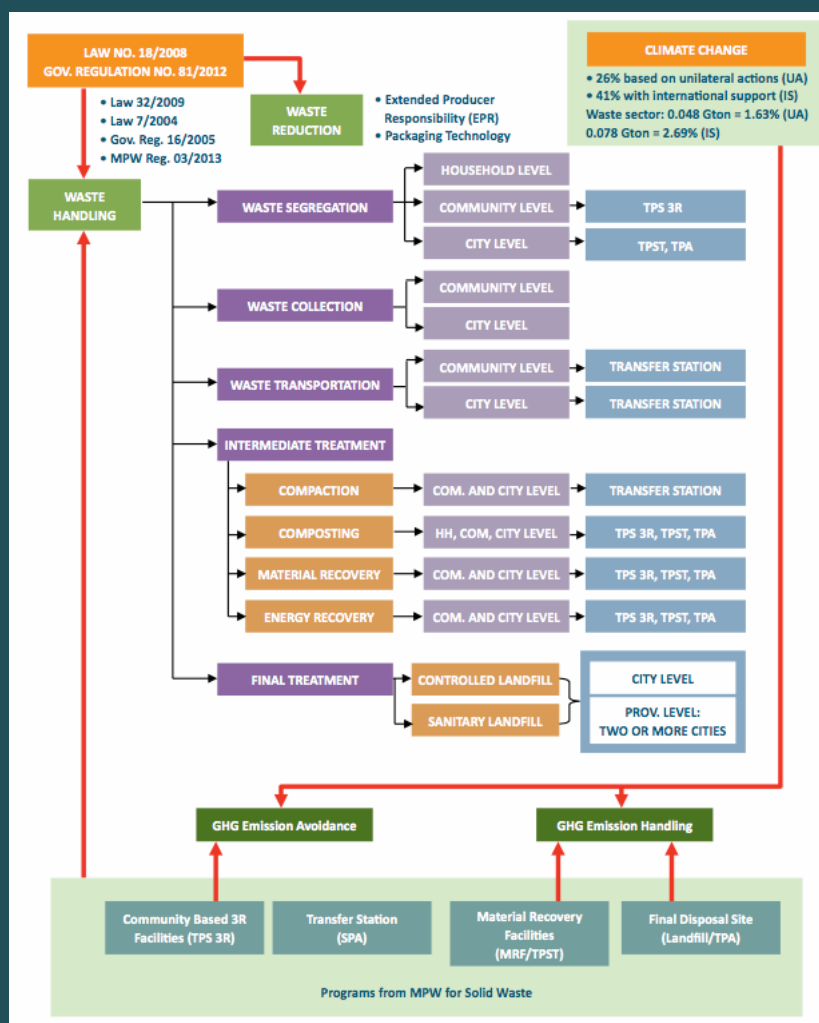 LAW NO. 18/2008
GOV. REGULATION NO. 81/2012
• Law 32/2009
• Law 7/2004
• Gov. Reg. 16/2005
• MPW Reg. 03/2013
WASTE
REDUCTION
• Extended Producer
Responsibility (EPR)
• Packaging Technology
CLIMATE CHANGE
• 26% based on unilateral actions (UA)
• 41% with international support (IS)
Waste sector: 0.048 Gton = 1.63% (UA)
0.078 Gton = 2.69% (IS)
WASTE
HANDLING
WASTE SEGREGATION
HOUSEHOLD LEVEL
COMMUNITY LEVEL
TPS 3R
CITY LEVEL
TPST, TPA
WASTE COLLECTION
COMMUNITY LEVEL
CITY LEVEL
WASTE TRANSPORTATION
COMMUNITY LEVEL
TRANSFER STATION
CITY LEVEL
TRANSFER STATION
INTERMEDIATE TREATMENT
COMPACTION
COM. AND CITY LEVEL
TRANSFER STATION
COMPOSTING
HH, COM, CITY LEVEL
TPS 3R, TPST, TPA
MATERIAL RECOVERY
COM. AND CITY LEVEL
TPS 3R, TPST, TPA
ENERGY RECOVERY
COM. AND CITY LEVEL
TPS 3R, TPST, TPA
FINAL TREATMENT
CONTROLLED LANDFILL
SANITARY LANDFILL
CITY LEVEL
PROV. LEVEL:
TWO OR MORE CITIES
GHG Emission Avoidance
GHG Emission Handling
Community Based 3R
Facilities (TPS 3R)
Transfer Station
(SPA)
Material Recovery
Facilities
(MRF/TPST)
Final Disposal Site
(Landfill/TPA)
Programs from MPW for Solid Waste